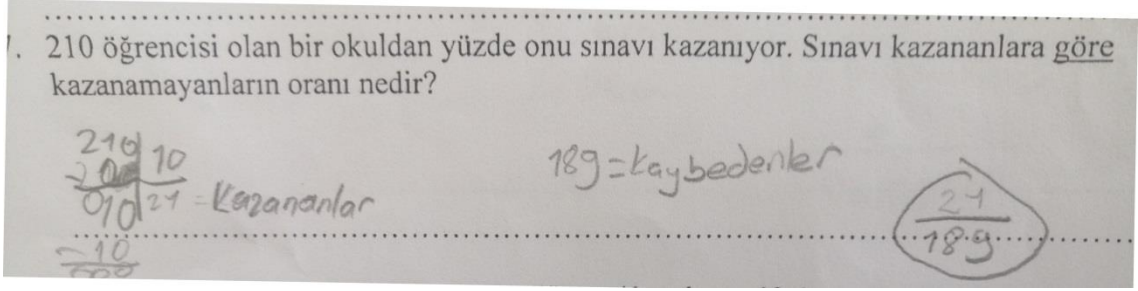 7. 210 öğrencisi olan bir okuldan yüzde onu sınavı kazanıyor. Sınavı kazananlara göre
kazanamayanların oranı nedir?
210 10
010 21 = Kazananlar
- 10
189 = kaybedenler
21
189